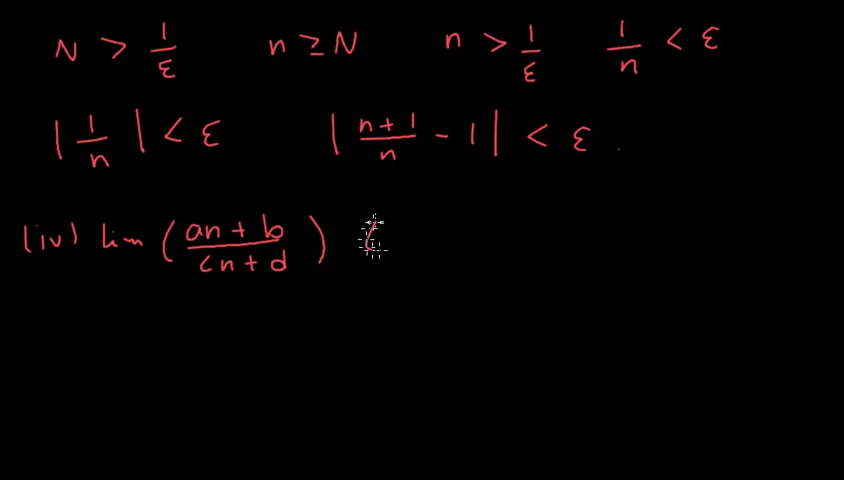 N > 1/ε n ≥ N n > 1/ε 1/n < ε
|1/n| < ε |(n+1)/n - 1| < ε .
(iv) lim ((an + b)/(cn + d)) (